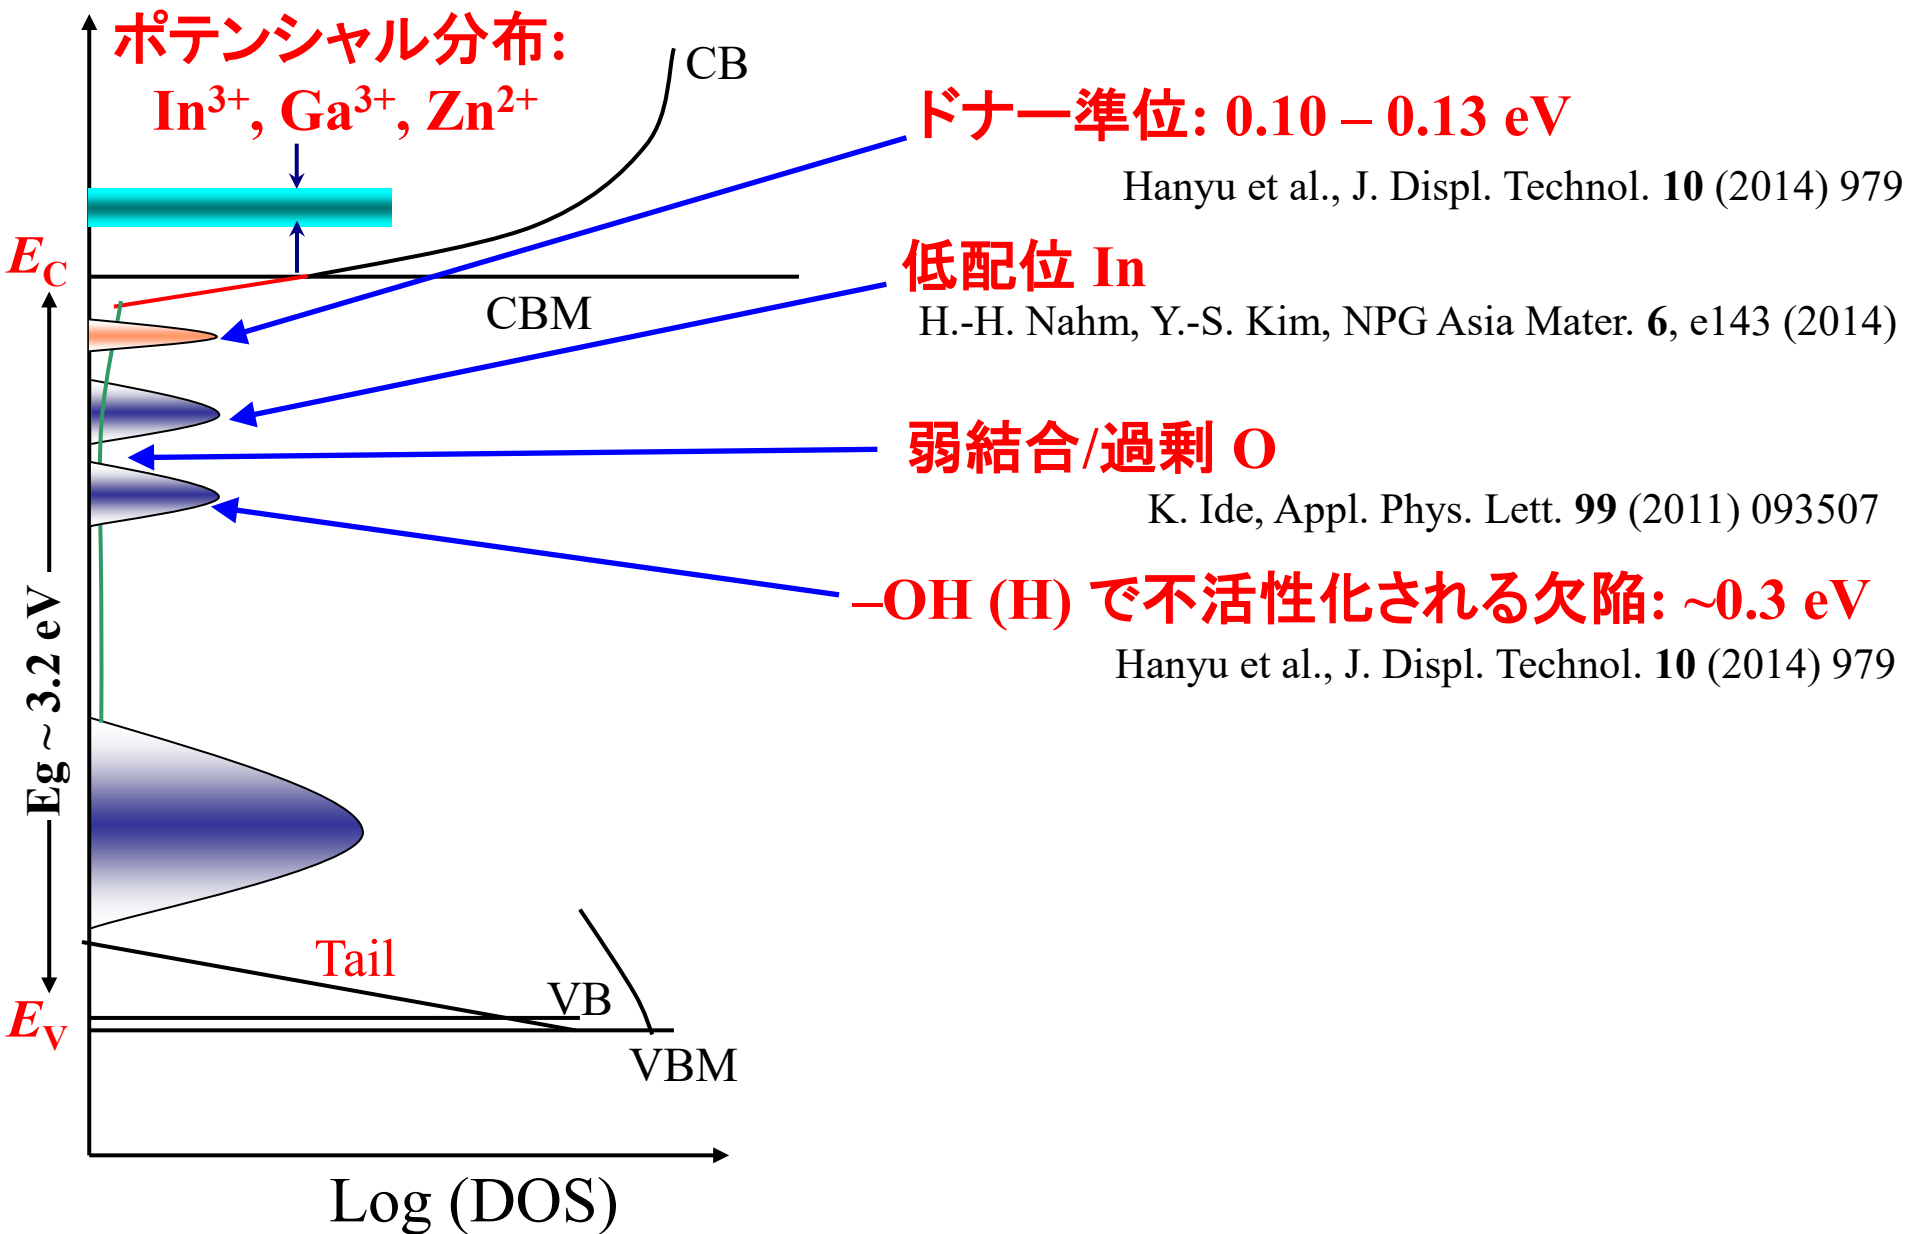 ポテンシャル分布:
In³⁺, Ga³⁺, Zn²⁺
CB
ドナー準位: 0.10 – 0.13 eV
Hanyu et al., J. Displ. Technol. 10 (2014) 979
E_C
CBM
低配位 In
H.-H. Nahm, Y.-S. Kim, NPG Asia Mater. 6, e143 (2014)
弱結合/過剰 O
K. Ide, Appl. Phys. Lett. 99 (2011) 093507
–OH (H) で不活性化される欠陥: ~0.3 eV
Hanyu et al., J. Displ. Technol. 10 (2014) 979
Eg ~ 3.2 eV
Tail
VB
E_V
VBM
Log (DOS)